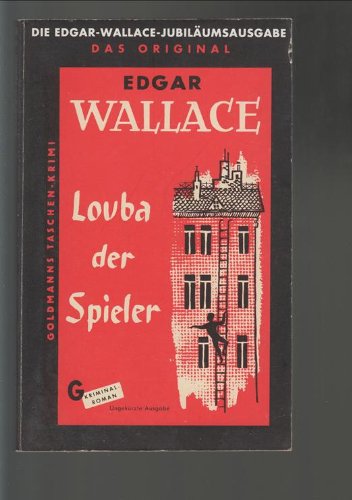 DIE EDGAR-WALLACE-JUBILÄUMSAUSGABE
DAS ORIGINAL
EDGAR
WALLACE
GOLDMANNS TASCHEN-KRIMI
Louba
der
Spieler
G KRIMINAL
ROMAN
Ungekürzte Ausgabe